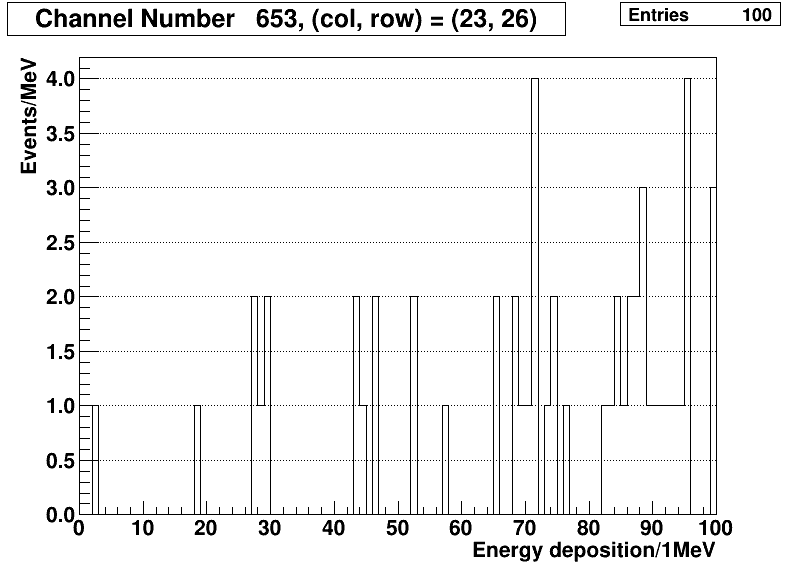 Channel Number 653, (col, row) = (23, 26)
Entries 100
Events/MeV
4.0
3.5
3.0
2.5
2.0
1.5
1.0
0.5
0.0
0 10 20 30 40 50 60 70 80 90 100
Energy deposition/1MeV